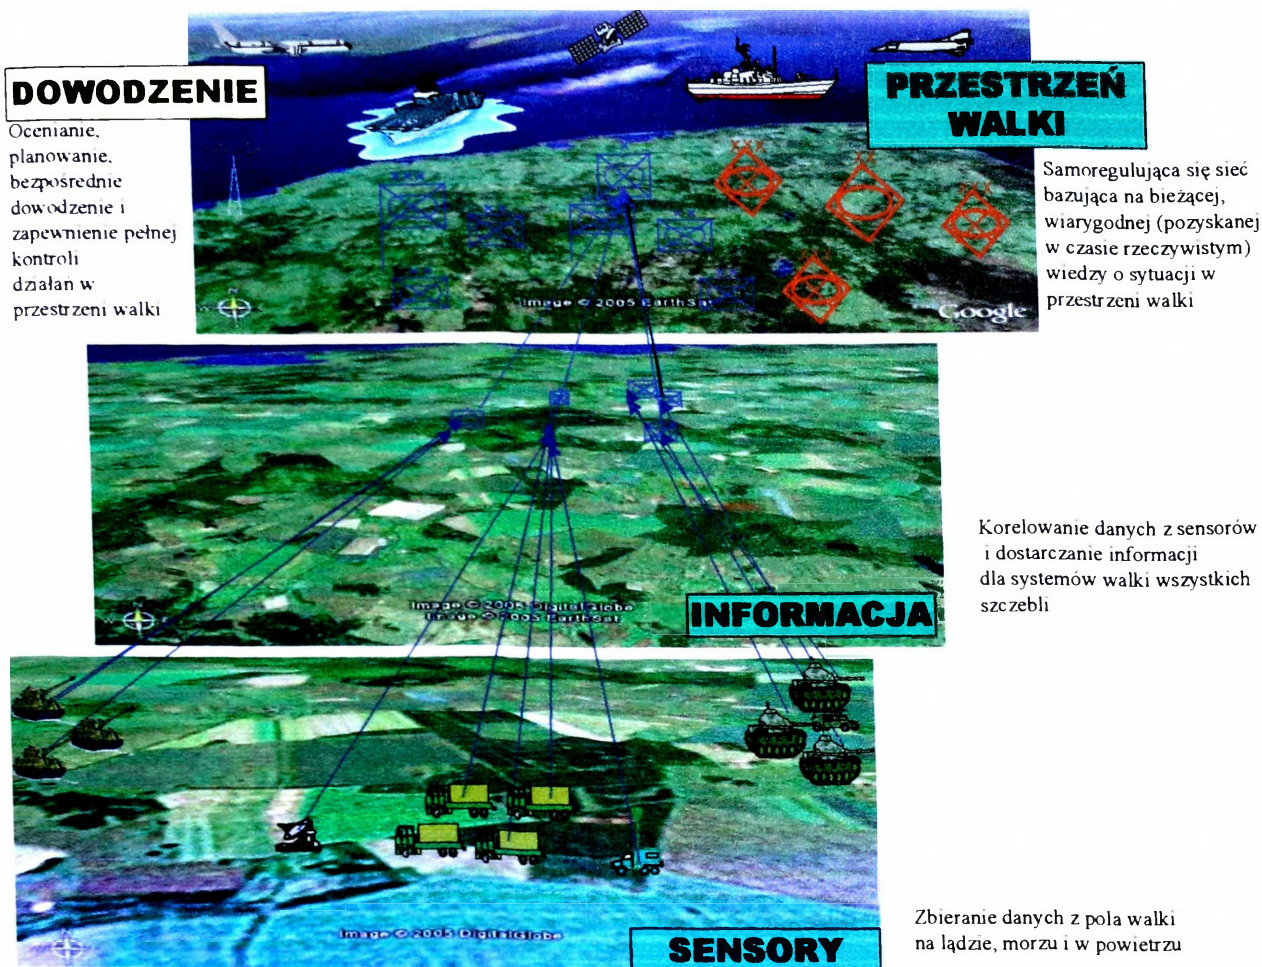 DOWODZENIE
Ocenianie,
planowanie,
bezpośrednie
dowodzenie i
zapewnienie pełnej
kontroli
działań w
przestrzeni walki
PRZESTRZEŃ
WALKI
Samoregulująca się sieć
bazująca na bieżącej,
wiarygodnej (pozyskanej
w czasie rzeczywistym)
wiedzy o sytuacji w
przestrzeni walki
XXX
XX
XXX
Image © 2005 EarthSat
Google
Korelowanie danych z sensorów
i dostarczanie informacji
dla systemów walki wszystkich
szczebli
Image © 2005 DigitalGlobe
Image © 2005 EarthSat
INFORMACJA
Image © 2005 DigitalGlobe
Zbieranie danych z pola walki
na lądzie, morzu i w powietrzu
SENSORY